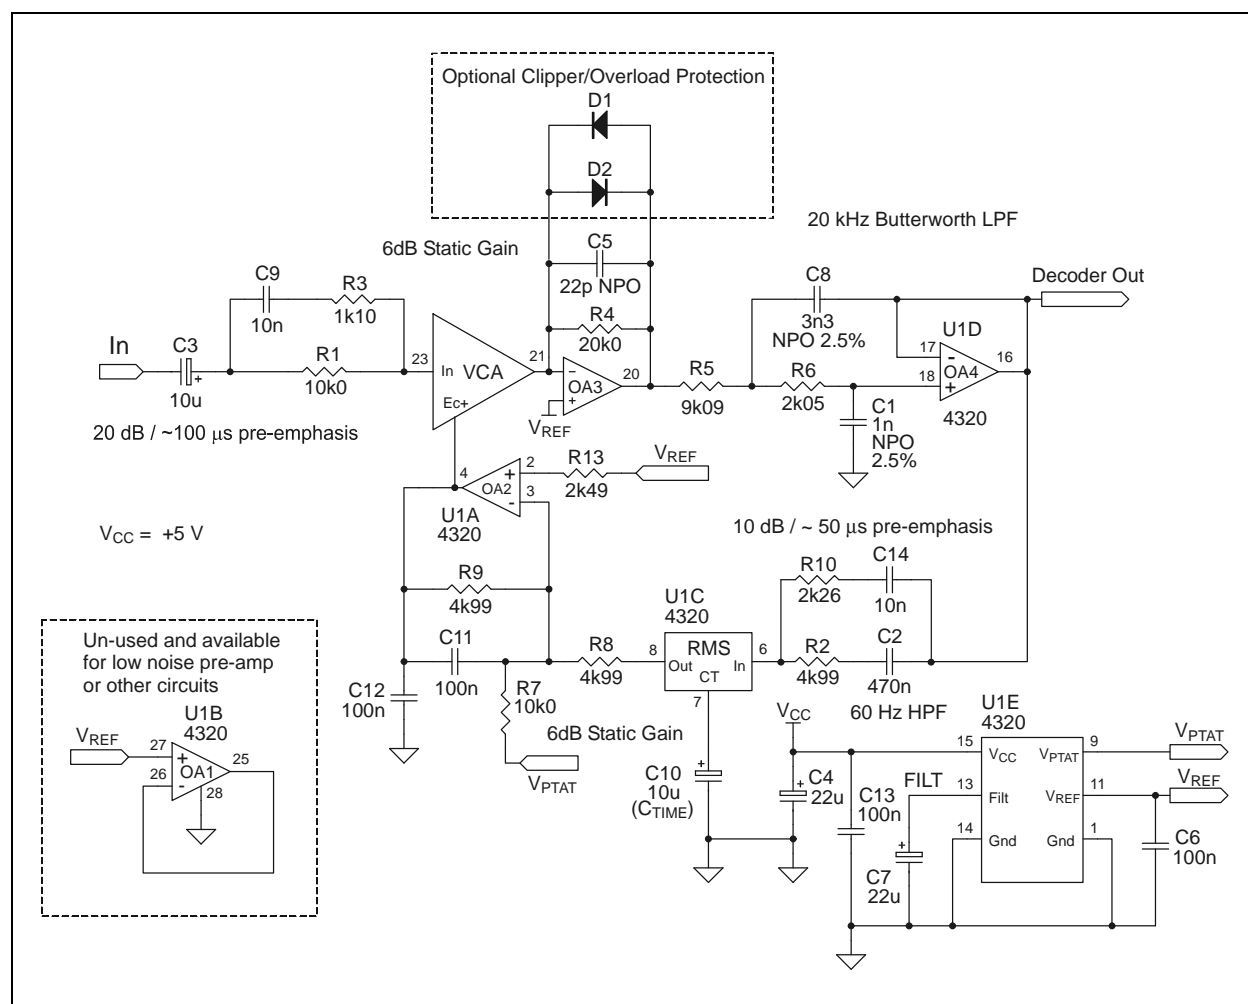 Optional Clipper/Overload Protection
D1
D2
20 kHz Butterworth LPF
6dB Static Gain
C5
22p NPO
C9
10n
R3
1k10
C8
3n3
NPO 2.5%
Decoder Out
In
C3
+
10u
R1
10k0
23
In
VCA
Ec+
21
R4
20k0
-
OA3
+
20
VREF
R5
9k09
R6
2k05
U1D
17
-
18
+
OA4
16
4320
C1
1n
NPO
2.5%
20 dB / ~100 μs pre-emphasis
4
OA2
+
-
2
3
R13
2k49
VREF
U1A
4320
VCC = +5 V
10 dB / ~ 50 μs pre-emphasis
R9
4k99
R10
2k26
C14
10n
U1C
4320
8
RMS
Out
In
CT
6
7
R2
4k99
C2
470n
60 Hz HPF
C11
100n
R8
4k99
C12
100n
R7
10k0
6dB Static Gain
VPTAT
C10
10u
(CTIME)
+
VCC
+
C4
22u
C13
100n
FILT
+
C7
22u
U1E
4320
15
VCC
VPTAT
9
VPTAT
13
Filt
VREF
11
VREF
14
Gnd
Gnd
1
C6
100n
Un-used and available
for low noise pre-amp
or other circuits
U1B
4320
VREF
27
+
26
-
OA1
25
28